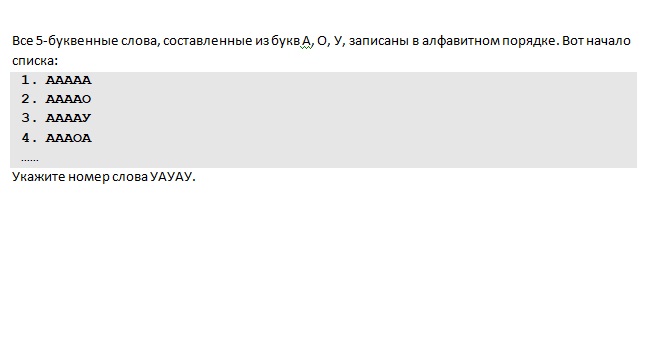 Все 5-буквенные слова, составленные из букв А, О, У, записаны в алфавитном порядке. Вот начало
списка:
1. ААААА
2. ААААО
3. ААААУ
4. АААОА
……
Укажите номер слова УАУАУ.